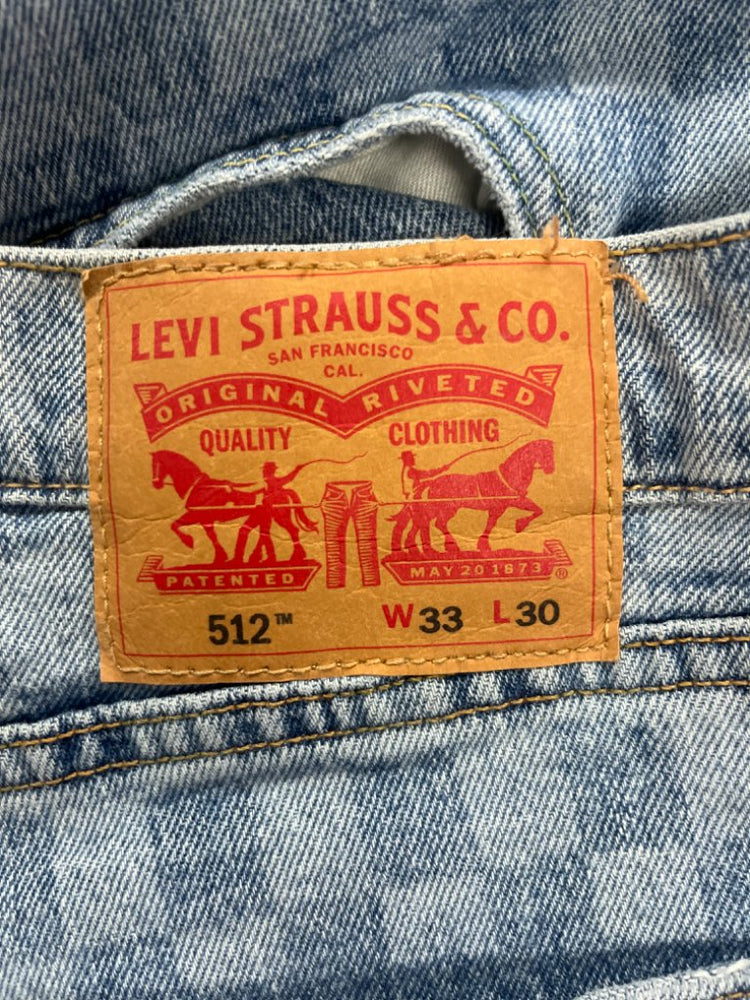 LEVI STRAUSS & CO.
SAN FRANCISCO
CAL.
ORIGINAL RIVETED
QUALITY CLOTHING
PATENTED MAY 20 1873 ®
512™ W33 L30